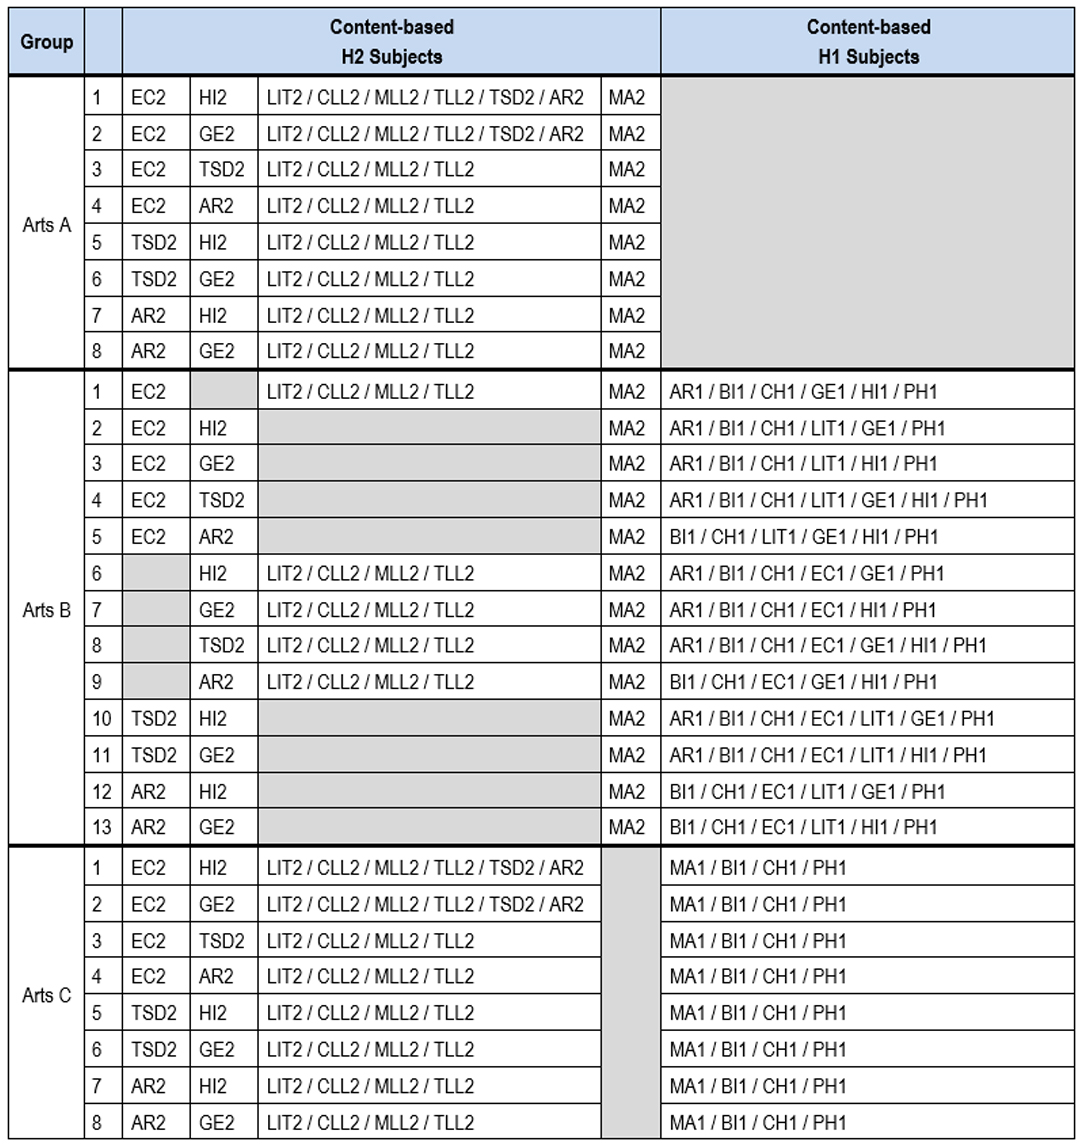 Group Content-based H2 Subjects Content-based H1 Subjects
Arts A
1 EC2 HI2 LIT2 / CLL2 / MLL2 / TLL2 / TSD2 / AR2 MA2
2 EC2 GE2 LIT2 / CLL2 / MLL2 / TLL2 / TSD2 / AR2 MA2
3 EC2 TSD2 LIT2 / CLL2 / MLL2 / TLL2 MA2
4 EC2 AR2 LIT2 / CLL2 / MLL2 / TLL2 MA2
5 TSD2 HI2 LIT2 / CLL2 / MLL2 / TLL2 MA2
6 TSD2 GE2 LIT2 / CLL2 / MLL2 / TLL2 MA2
7 AR2 HI2 LIT2 / CLL2 / MLL2 / TLL2 MA2
8 AR2 GE2 LIT2 / CLL2 / MLL2 / TLL2 MA2
Arts B
1 EC2 LIT2 / CLL2 / MLL2 / TLL2 MA2 AR1 / BI1 / CH1 / GE1 / HI1 / PH1
2 EC2 HI2 MA2 AR1 / BI1 / CH1 / LIT1 / GE1 / PH1
3 EC2 GE2 MA2 AR1 / BI1 / CH1 / LIT1 / HI1 / PH1
4 EC2 TSD2 MA2 AR1 / BI1 / CH1 / LIT1 / GE1 / HI1 / PH1
5 EC2 AR2 MA2 BI1 / CH1 / LIT1 / GE1 / HI1 / PH1
6 HI2 LIT2 / CLL2 / MLL2 / TLL2 MA2 AR1 / BI1 / CH1 / EC1 / GE1 / PH1
7 GE2 LIT2 / CLL2 / MLL2 / TLL2 MA2 AR1 / BI1 / CH1 / EC1 / HI1 / PH1
8 TSD2 LIT2 / CLL2 / MLL2 / TLL2 MA2 AR1 / BI1 / CH1 / EC1 / GE1 / HI1 / PH1
9 AR2 LIT2 / CLL2 / MLL2 / TLL2 MA2 BI1 / CH1 / EC1 / GE1 / HI1 / PH1
10 TSD2 HI2 MA2 AR1 / BI1 / CH1 / EC1 / LIT1 / GE1 / PH1
11 TSD2 GE2 MA2 AR1 / BI1 / CH1 / EC1 / LIT1 / HI1 / PH1
12 AR2 HI2 MA2 BI1 / CH1 / EC1 / LIT1 / GE1 / PH1
13 AR2 GE2 MA2 BI1 / CH1 / EC1 / LIT1 / HI1 / PH1
Arts C
1 EC2 HI2 LIT2 / CLL2 / MLL2 / TLL2 / TSD2 / AR2 MA1 / BI1 / CH1 / PH1
2 EC2 GE2 LIT2 / CLL2 / MLL2 / TLL2 / TSD2 / AR2 MA1 / BI1 / CH1 / PH1
3 EC2 TSD2 LIT2 / CLL2 / MLL2 / TLL2 MA1 / BI1 / CH1 / PH1
4 EC2 AR2 LIT2 / CLL2 / MLL2 / TLL2 MA1 / BI1 / CH1 / PH1
5 TSD2 HI2 LIT2 / CLL2 / MLL2 / TLL2 MA1 / BI1 / CH1 / PH1
6 TSD2 GE2 LIT2 / CLL2 / MLL2 / TLL2 MA1 / BI1 / CH1 / PH1
7 AR2 HI2 LIT2 / CLL2 / MLL2 / TLL2 MA1 / BI1 / CH1 / PH1
8 AR2 GE2 LIT2 / CLL2 / MLL2 / TLL2 MA1 / BI1 / CH1 / PH1